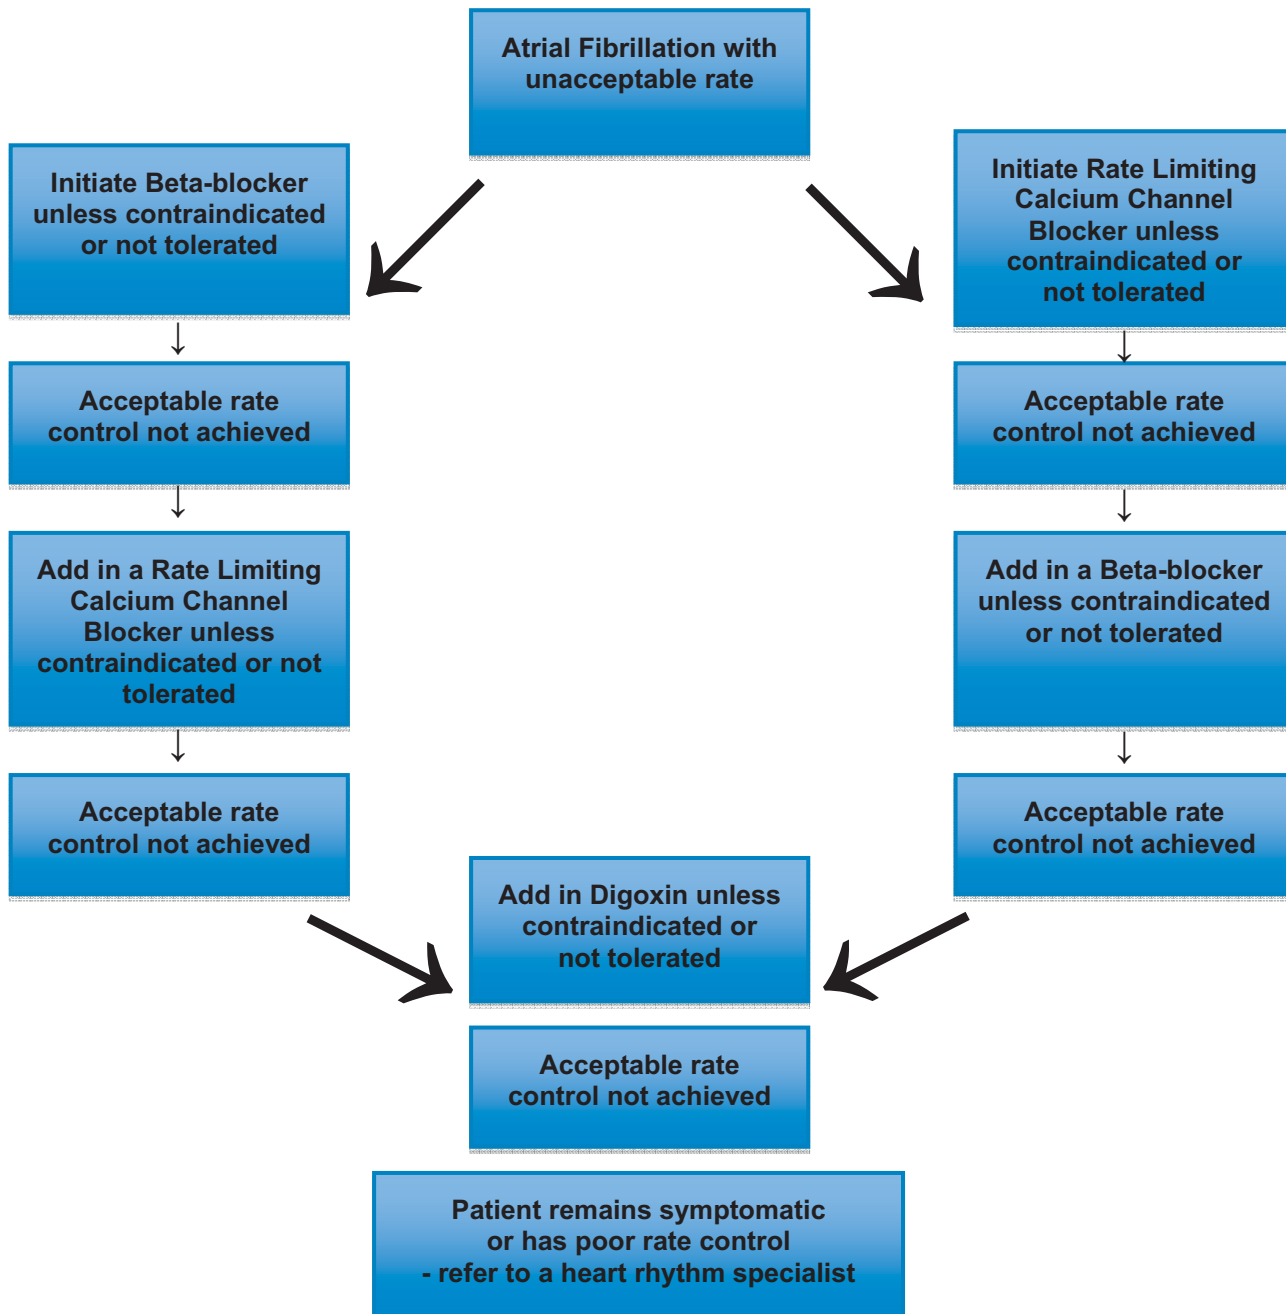 Atrial Fibrillation with
unacceptable rate
Initiate Beta-blocker
unless contraindicated
or not tolerated
Initiate Rate Limiting
Calcium Channel
Blocker unless
contraindicated or
not tolerated
Acceptable rate
control not achieved
Acceptable rate
control not achieved
Add in a Rate Limiting
Calcium Channel
Blocker unless
contraindicated or not
tolerated
Add in a Beta-blocker
unless contraindicated
or not tolerated
Acceptable rate
control not achieved
Acceptable rate
control not achieved
Add in Digoxin unless
contraindicated or
not tolerated
Acceptable rate
control not achieved
Patient remains symptomatic
or has poor rate control
- refer to a heart rhythm specialist